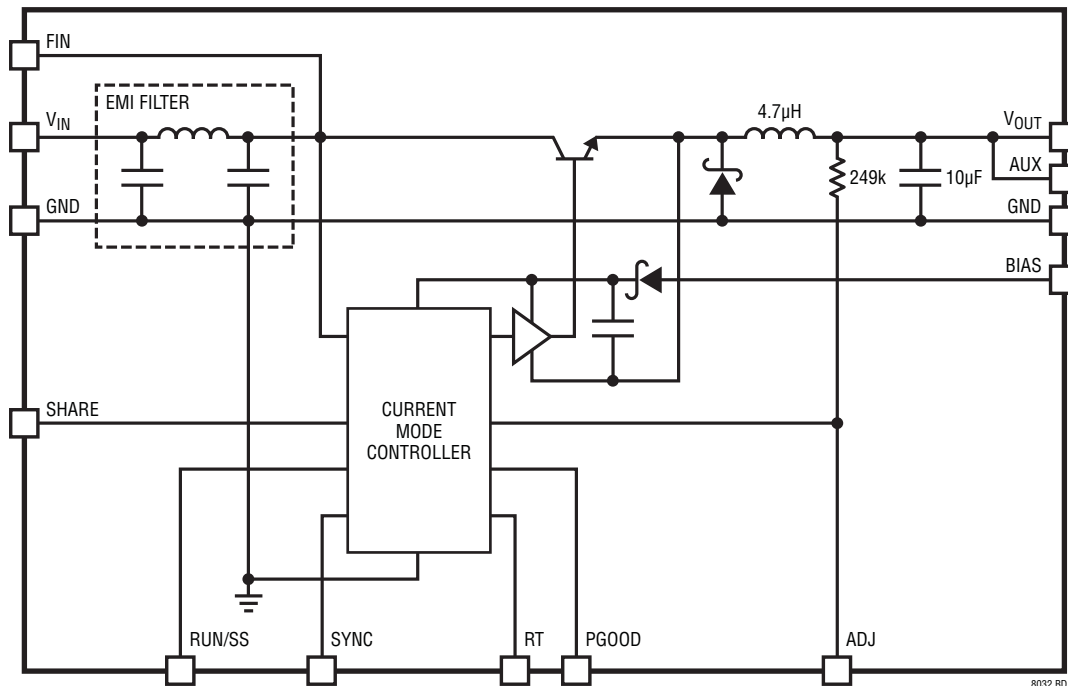 FIN
EMI FILTER
VIN
4.7µH
VOUT
AUX
249k
10µF
GND
GND
BIAS
SHARE
CURRENT
MODE
CONTROLLER
RUN/SS
SYNC
RT
PGOOD
ADJ
8032 BD